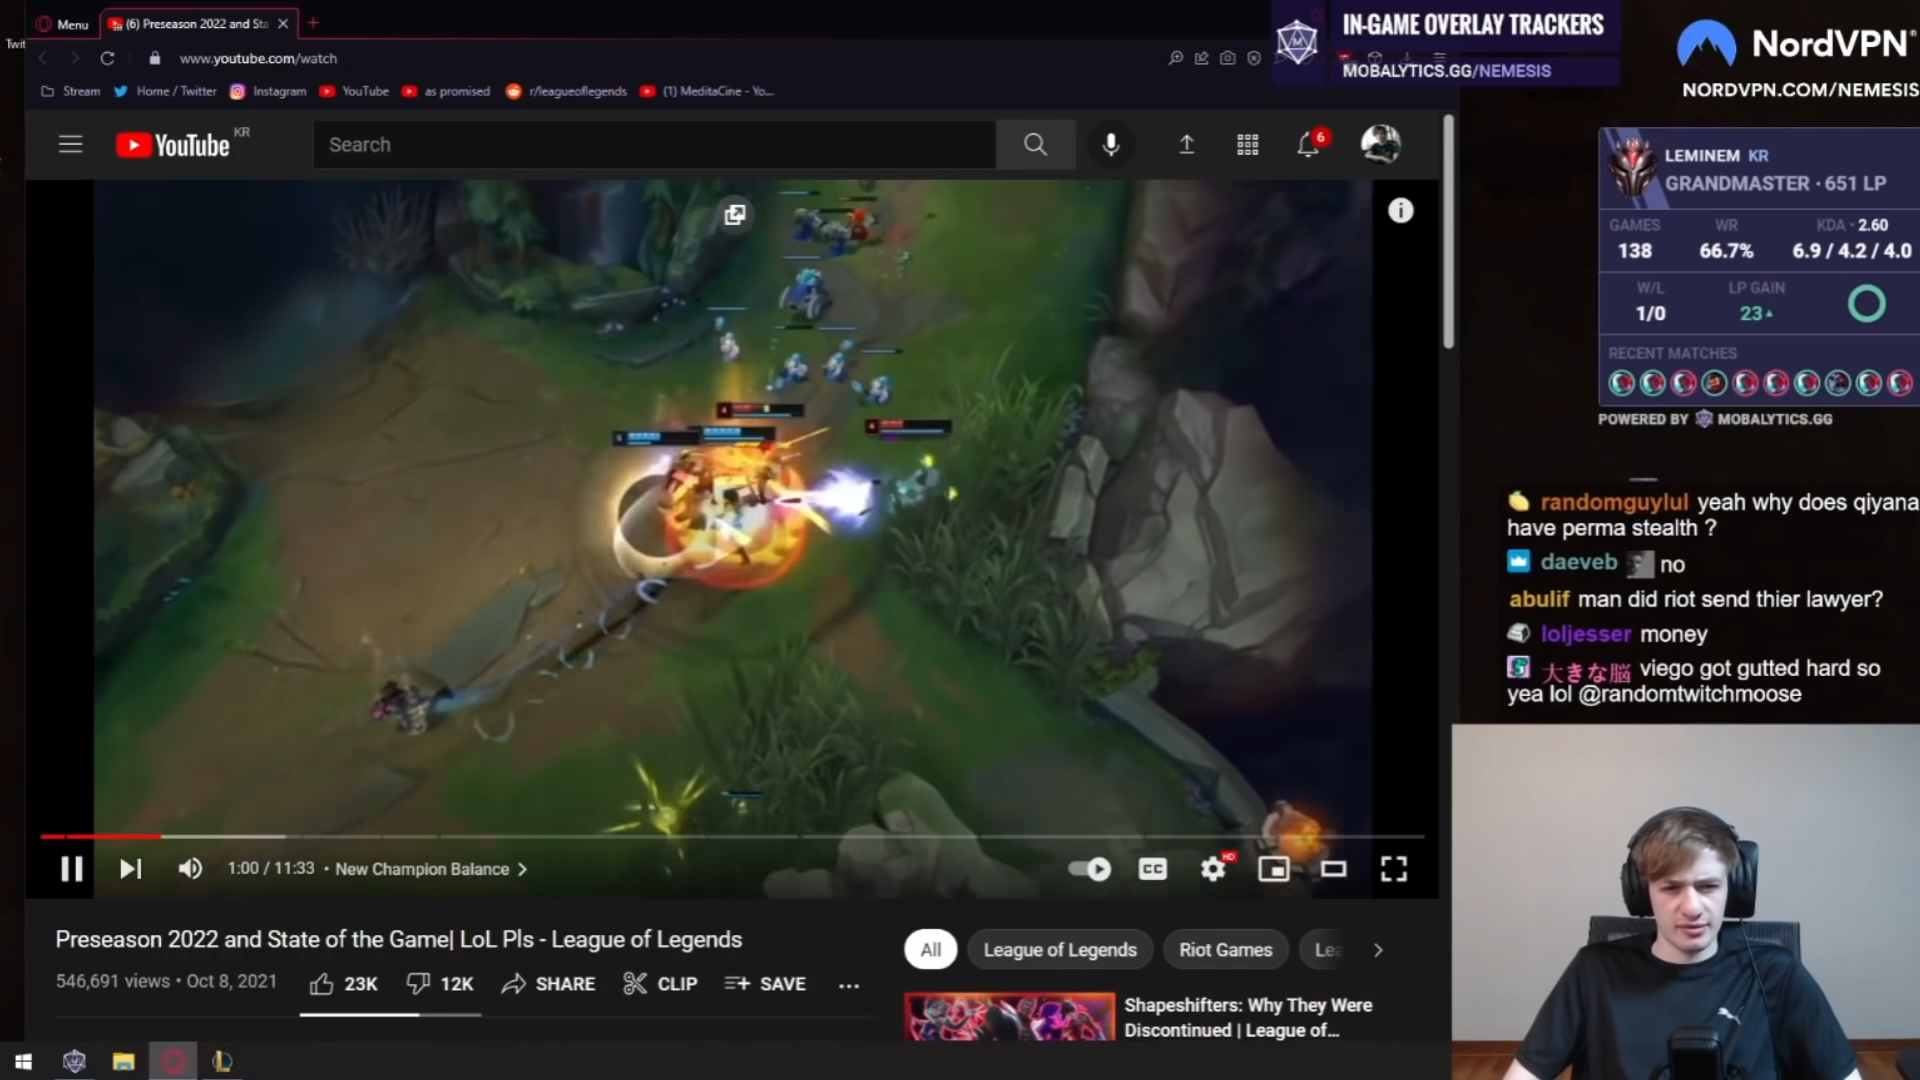 Menu
(6) Preseason 2022 and Sta
IN-GAME OVERLAY TRACKERS
MOBALYTICS.GG/NEMESIS
NordVPN
NORDVPN.COM/NEMESIS
Twit
www.youtube.com/watch
Stream
Home / Twitter
Instagram
YouTube
as promised
r/leagueoflegends
(1) MeditaCine - Yo...
YouTube KR
Search
6
LEMINEM KR
GRANDMASTER · 651 LP
GAMES WR KDA · 2.60
138 66.7% 6.9 / 4.2 / 4.0
W/L LP GAIN
1/0 23
RECENT MATCHES
POWERED BY MOBALYTICS.GG
randomguylul yeah why does qiyana
have perma stealth ?
daeveb no
abulif man did riot send thier lawyer?
loljesser money
大きな脳 viego got gutted hard so
yea lol @randomtwitchmoose
1:00 / 11:33 • New Champion Balance
CC
HD
Preseason 2022 and State of the Game| LoL Pls - League of Legends
546,691 views • Oct 8, 2021
23K
12K
SHARE
CLIP
SAVE
All
League of Legends
Riot Games
Lea
Shapeshifters: Why They Were
Discontinued | League of...